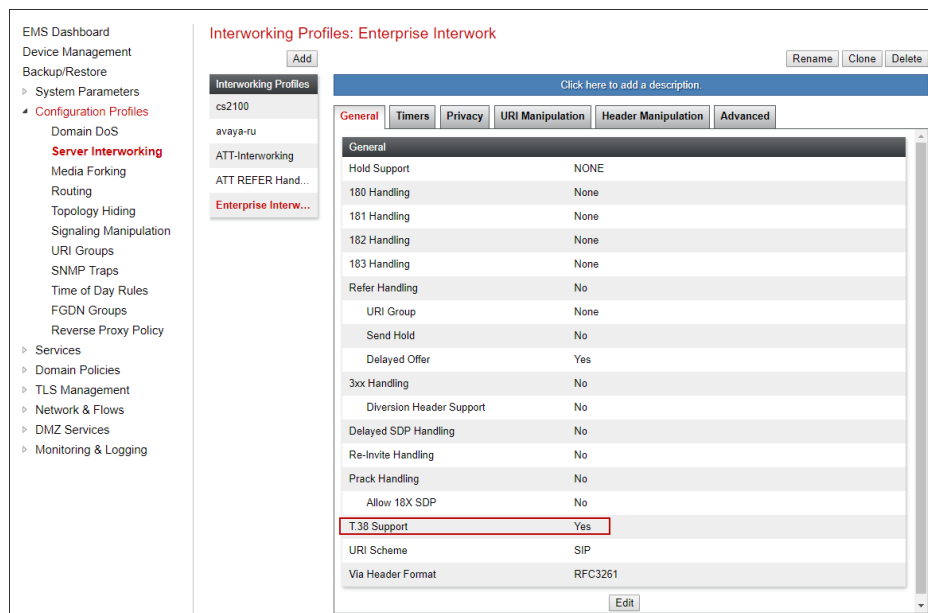 EMS Dashboard
Device Management
Backup/Restore
System Parameters
Configuration Profiles
Domain DoS
Server Interworking
Media Forking
Routing
Topology Hiding
Signaling Manipulation
URI Groups
SNMP Traps
Time of Day Rules
FGDN Groups
Reverse Proxy Policy
Services
Domain Policies
TLS Management
Network & Flows
DMZ Services
Monitoring & Logging
Interworking Profiles: Enterprise Interwork
Add
Rename Clone Delete
Interworking Profiles
cs2100
avaya-ru
ATT-Interworking
ATT REFER Hand...
Enterprise Interw...
Click here to add a description.
General Timers Privacy URI Manipulation Header Manipulation Advanced
General
Hold Support NONE
180 Handling None
181 Handling None
182 Handling None
183 Handling None
Refer Handling No
URI Group None
Send Hold No
Delayed Offer Yes
3xx Handling No
Diversion Header Support No
Delayed SDP Handling No
Re-Invite Handling No
Prack Handling No
Allow 18X SDP No
T.38 Support Yes
URI Scheme SIP
Via Header Format RFC3261
Edit